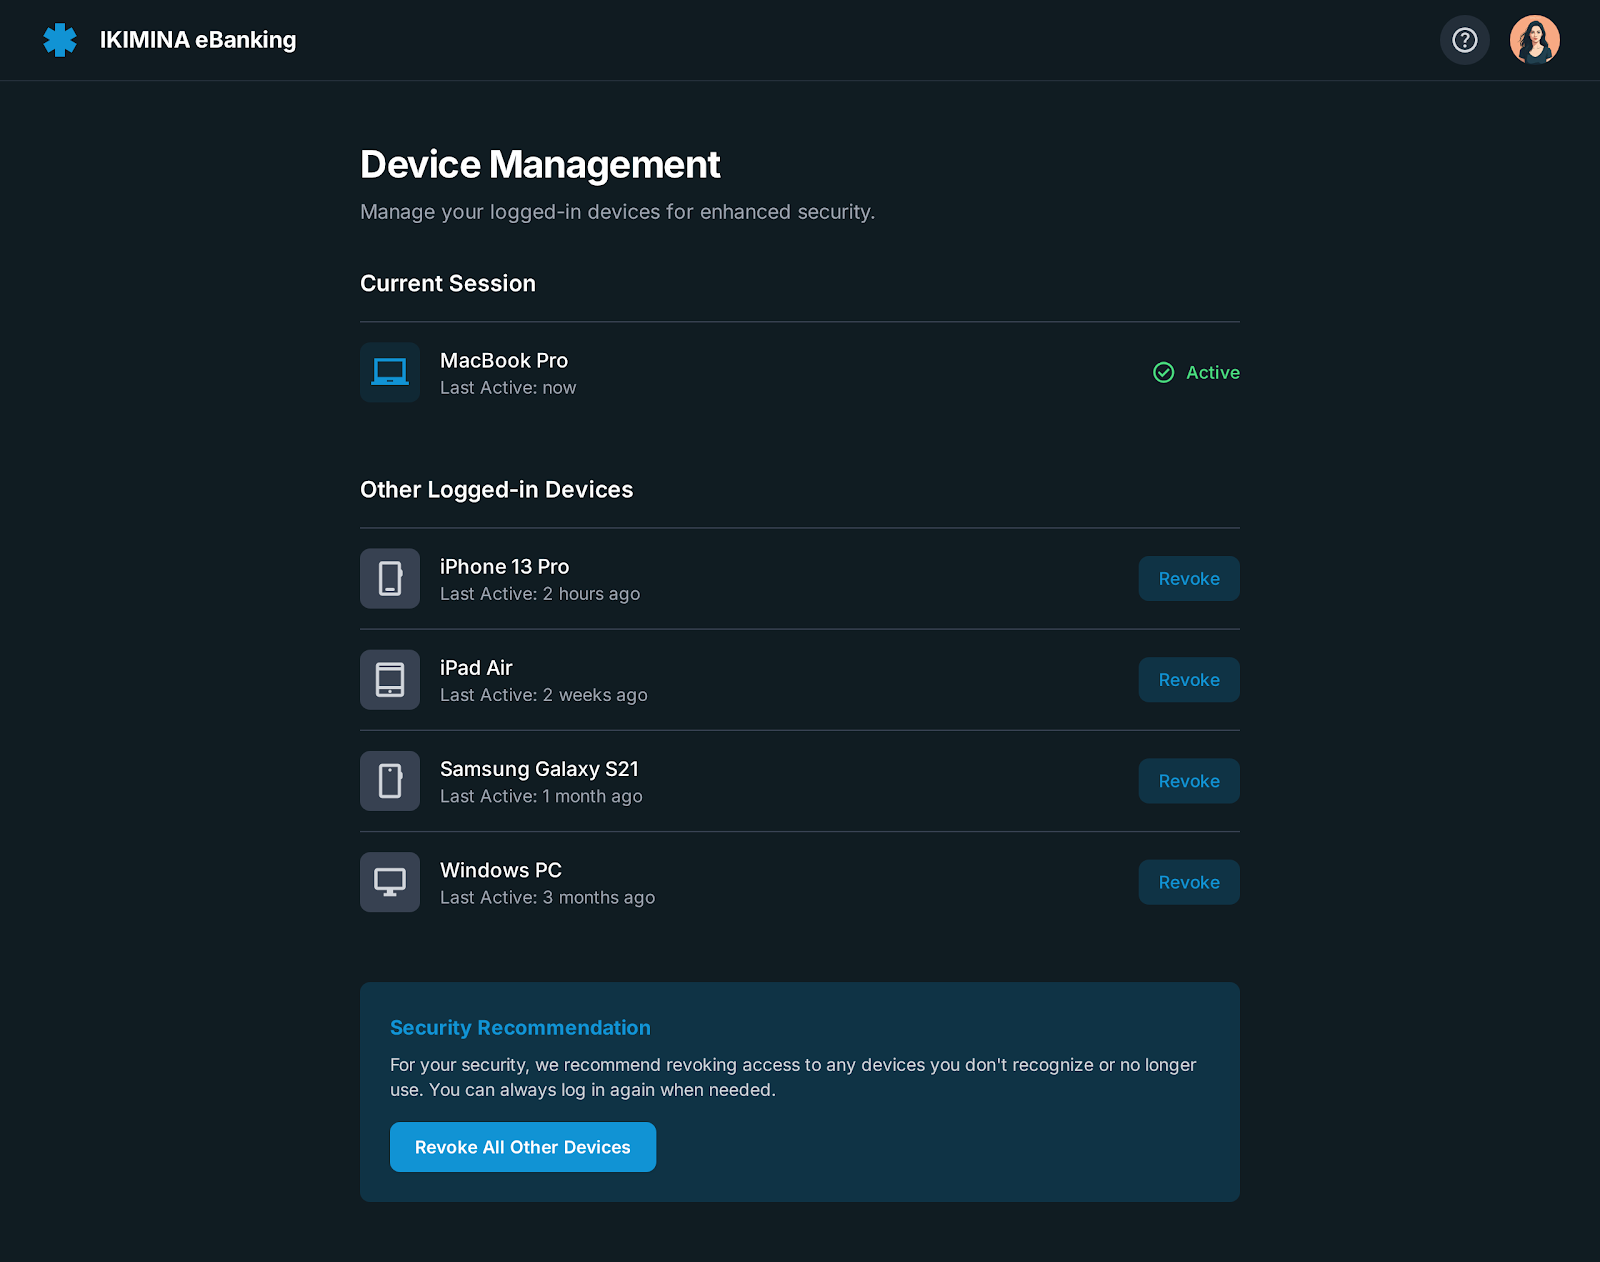 IKIMINA eBanking
Device Management
Manage your logged-in devices for enhanced security.
Current Session
MacBook Pro
Last Active: now
Active
Other Logged-in Devices
iPhone 13 Pro
Last Active: 2 hours ago
Revoke
iPad Air
Last Active: 2 weeks ago
Revoke
Samsung Galaxy S21
Last Active: 1 month ago
Revoke
Windows PC
Last Active: 3 months ago
Revoke
Security Recommendation
For your security, we recommend revoking access to any devices you don't recognize or no longer
use. You can always log in again when needed.
Revoke All Other Devices